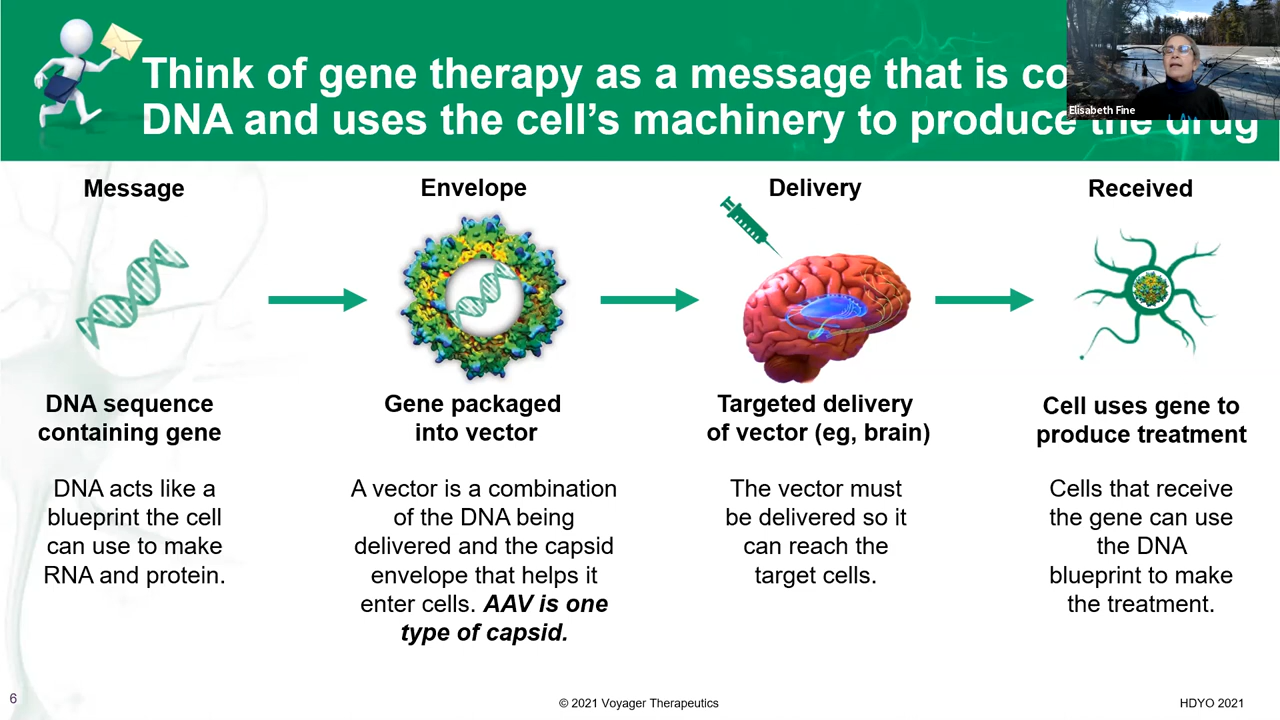 Think of gene therapy as a message that is
DNA and uses the cell's machinery to produce the drug
Elisabeth Fine
Message
Envelope
Delivery
Received
DNA sequence
containing gene
Gene packaged
into vector
Targeted delivery
of vector (eg, brain)
Cell uses gene to
produce treatment
DNA acts like a
blueprint the cell
can use to make
RNA and protein.
A vector is a combination
of the DNA being
delivered and the capsid
envelope that helps it
enter cells. AAV is one
type of capsid.
The vector must
be delivered so it
can reach the
target cells.
Cells that receive
the gene can use
the DNA
blueprint to make
the treatment.
6
© 2021 Voyager Therapeutics
HDYO 2021